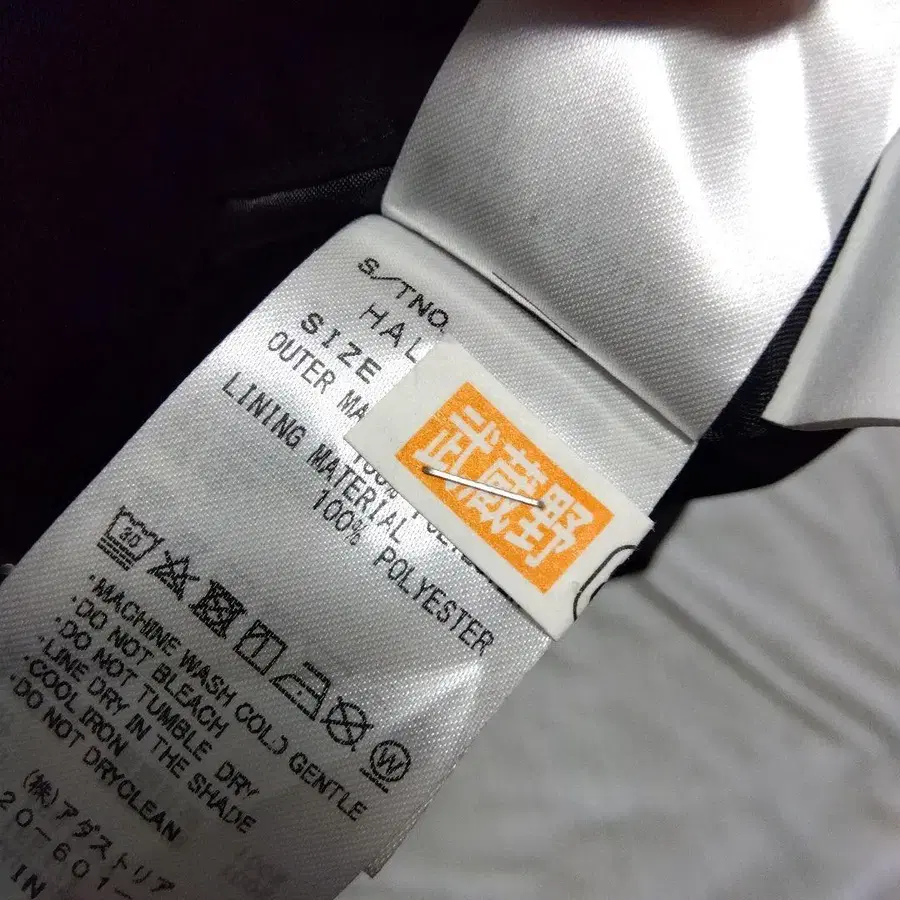 S/TNO.
HAL
SIZE
OUTER MA
100%
LINING MATERIAL
100% POLYESTER
武蔵野
30
・MACHINE WASH COLD GENTLE
・DO NOT BLEACH
・DO NOT TUMBLE DRY
・LINE DRY IN THE SHADE
・COOL IRON
・DO NOT DRYCLEAN
W
(株)アダストリア
20-601-
IN